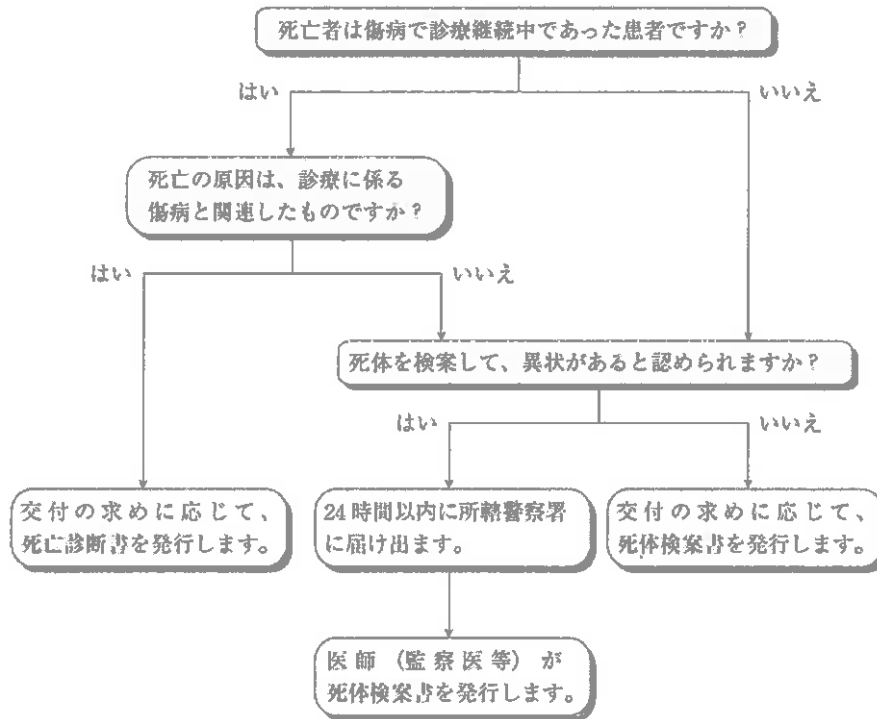 死亡者は傷病で診療継続中であった患者ですか?
はい
いいえ
死亡の原因は、診療に係る
傷病と関連したものですか?
はい
いいえ
死体を検案して、異状があると認められますか?
はい
いいえ
交付の求めに応じて、
死亡診断書を発行します。
24時間以内に所轄警察署
に届け出ます。
交付の求めに応じて、
死体検案書を発行します。
医師(監察医等)が
死体検案書を発行します。